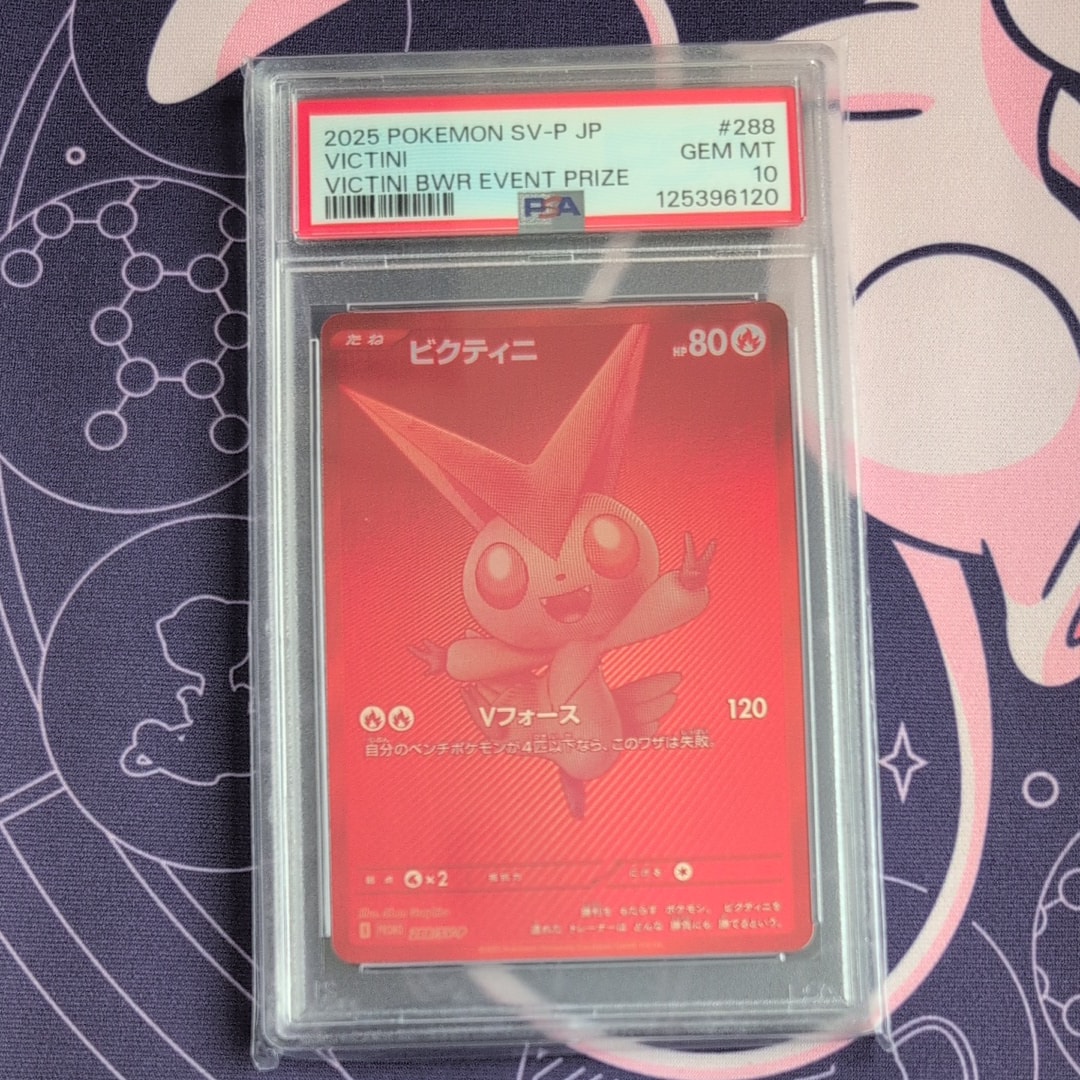 2025 POKEMON SV-P JP #288
VICTINI GEM MT
VICTINI BWR EVENT PRIZE 10
PSA 125396120
たね ビクティニ HP 80
Vフォース 120
自分のベンチポケモンが4匹以下なら、このワザは失敗。
×2
勝利を もたらす ポケモン。 ビクティニを
連れた トレーナーは どんな 勝負にも 勝てるという。